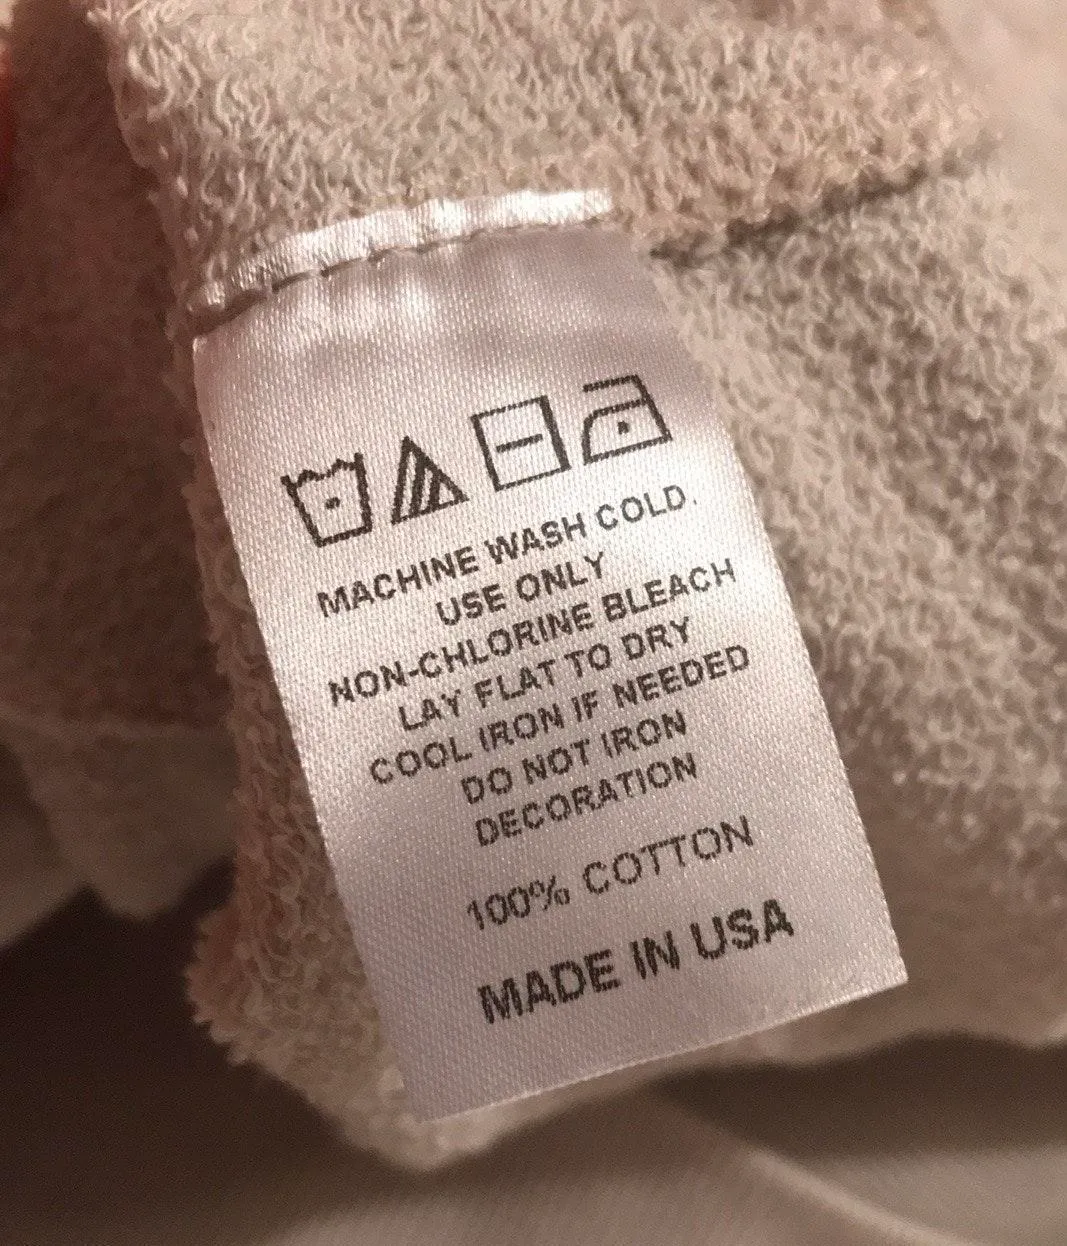 MACHINE WASH COLD.
USE ONLY
NON-CHLORINE BLEACH
LAY FLAT TO DRY
COOL IRON IF NEEDED
DO NOT IRON
DECORATION
100% COTTON
MADE IN USA